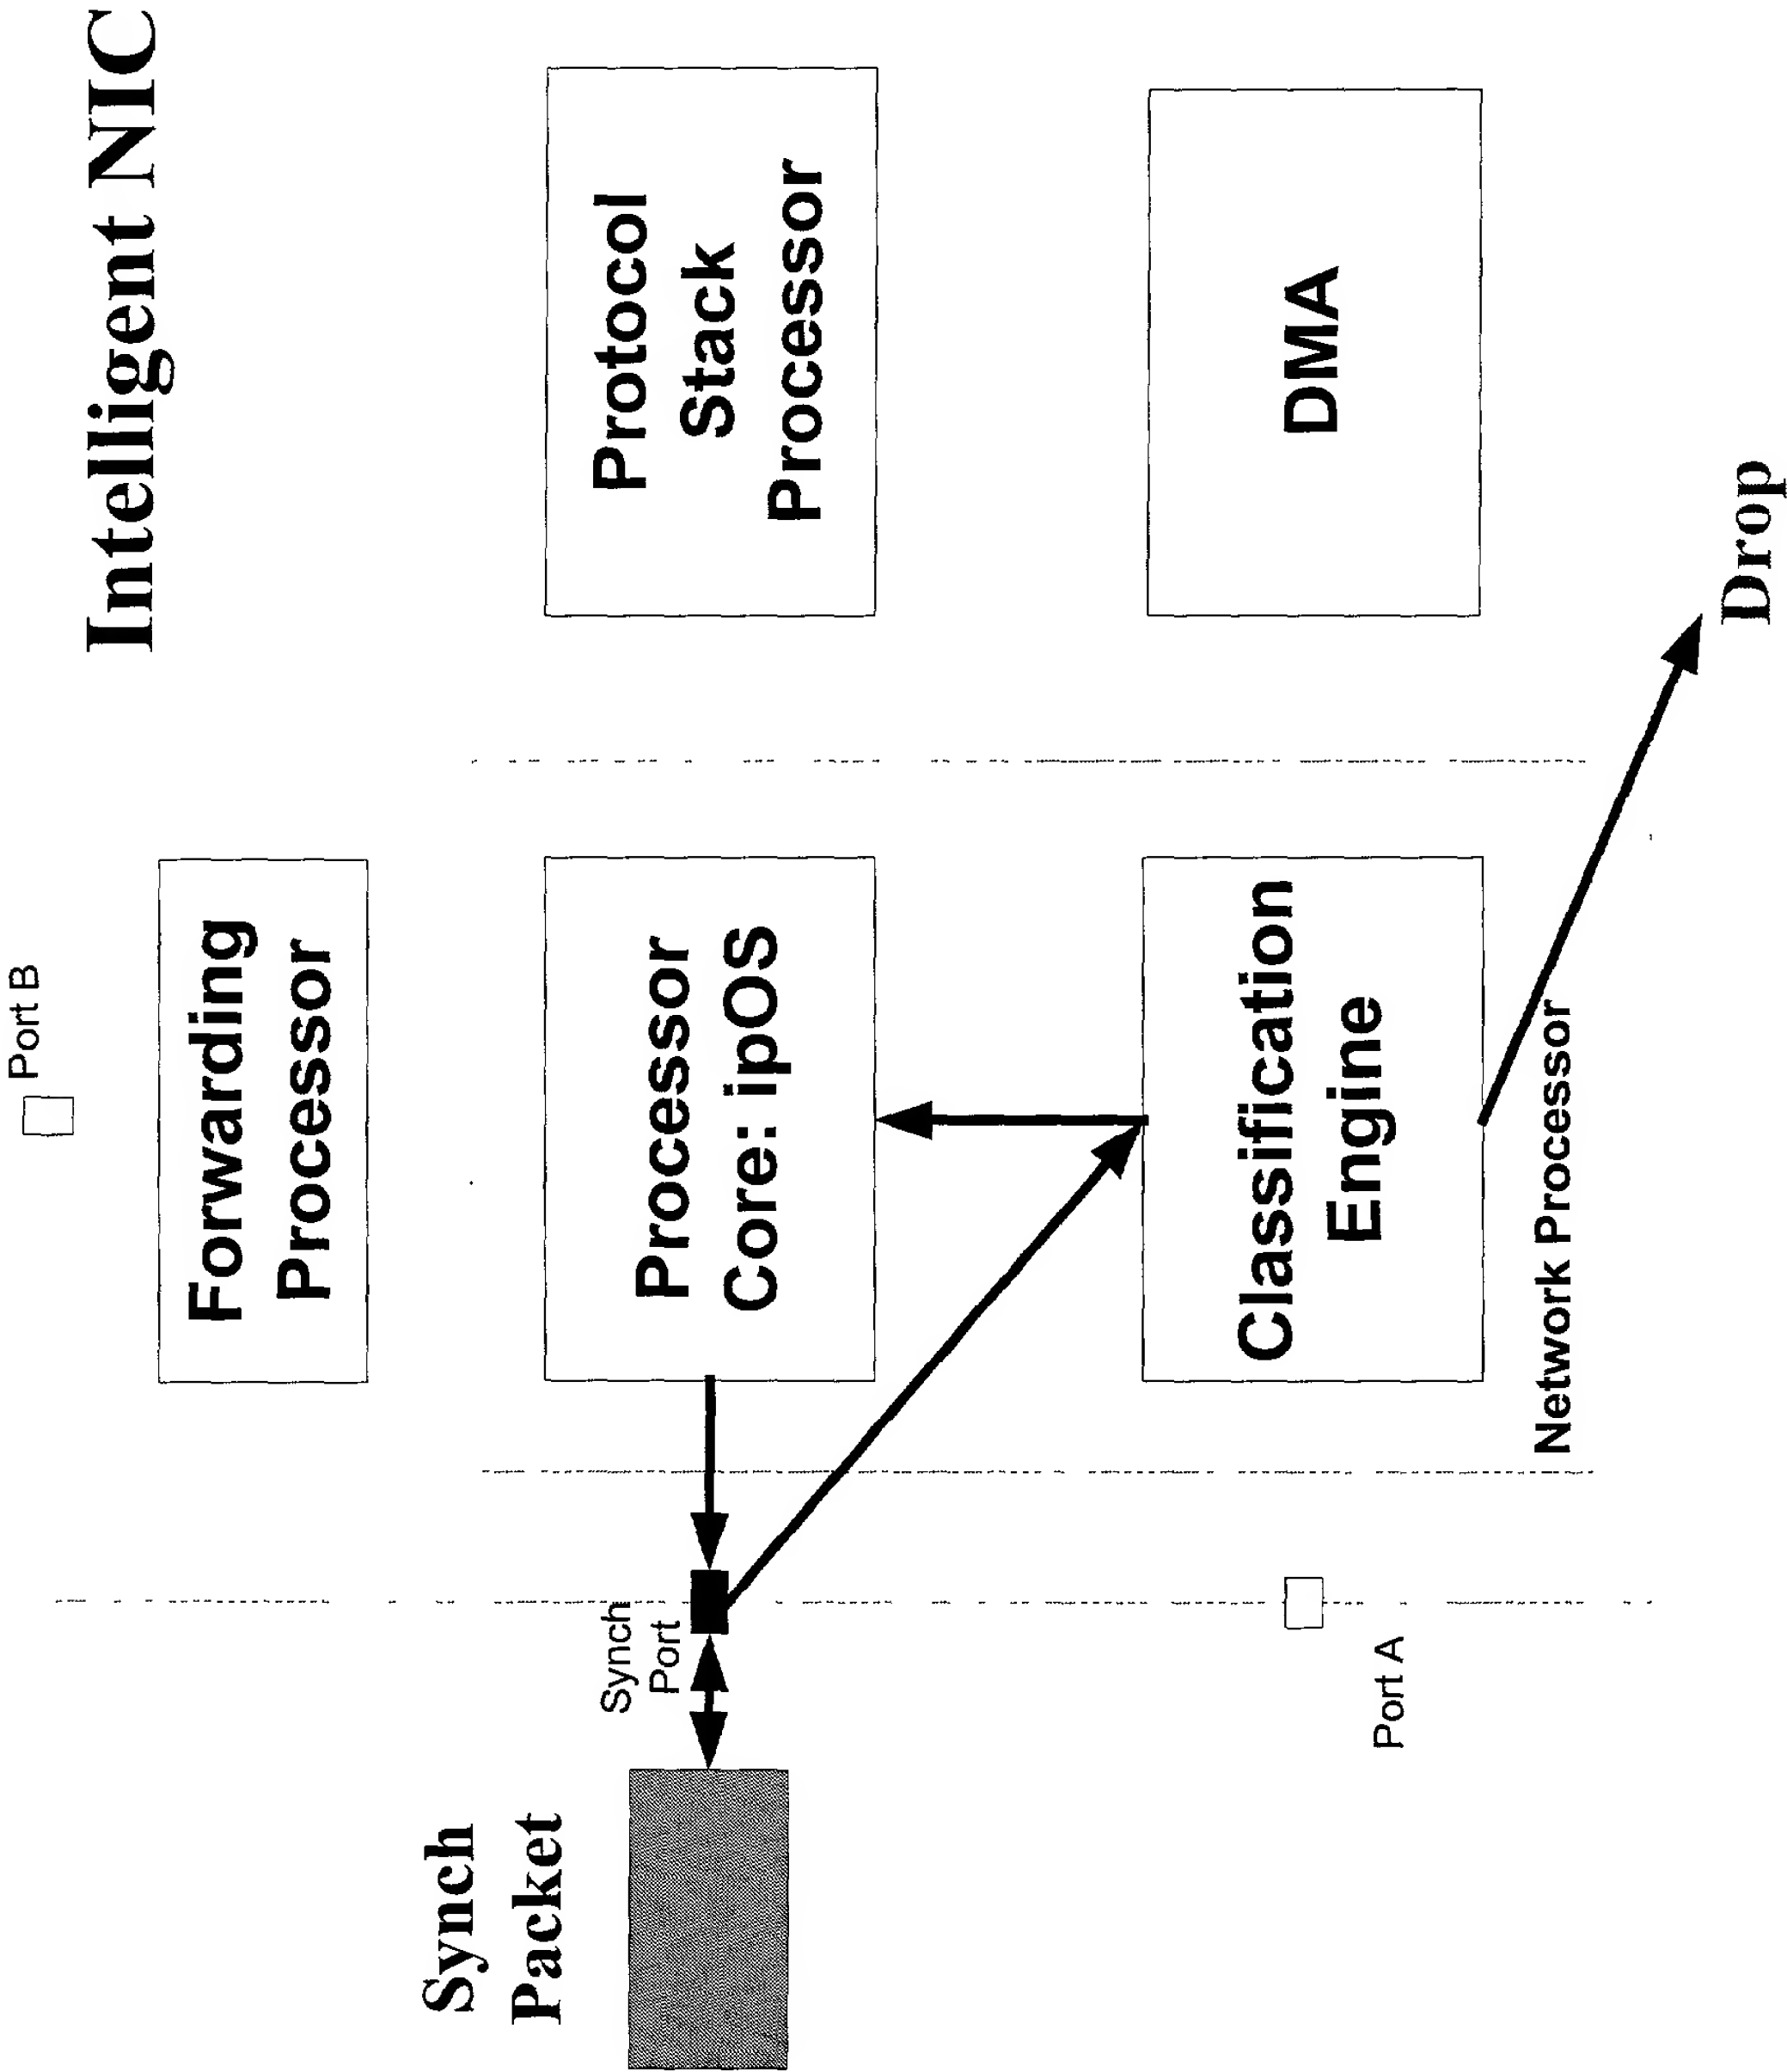 Intelligent NIC
Port B
Forwarding
Processor
Synch
Packet
Synch
Port
Processor
Core: ipOS
Protocol
Stack
Processor
Port A
Classification
Engine
DMA
Network Processor
Drop